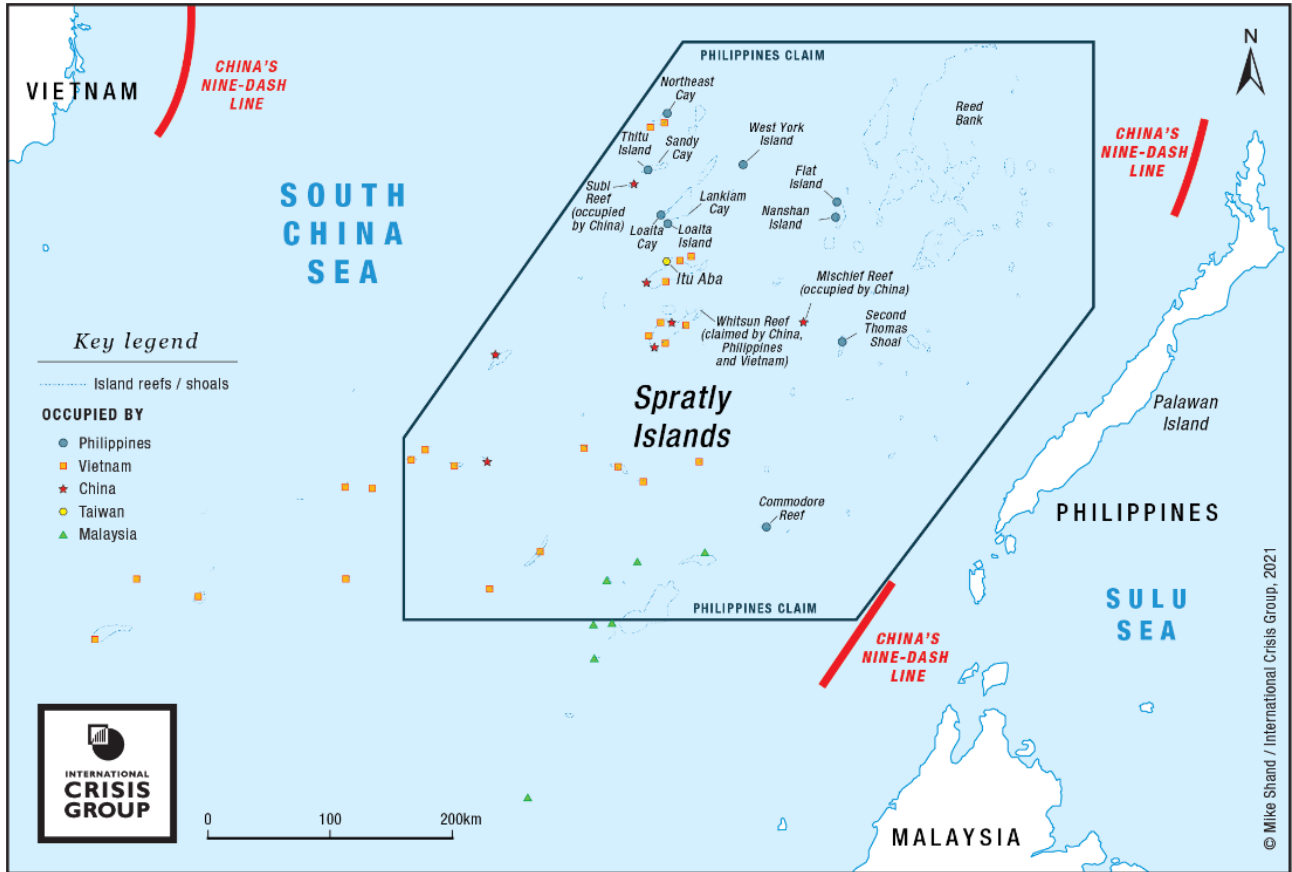 VIETNAM
CHINA'S
NINE-DASH
LINE
PHILIPPINES CLAIM
N
Northeast
Cay
Reed
Bank
West York
Island
Thitu
Island
Sandy
Cay
CHINA'S
NINE-DASH
LINE
SOUTH
CHINA
SEA
Subi
Reef
(occupied
by China)
Flat
Island
Lankiam
Cay
Nanshan
Island
Loaita
Cay
Loaita
Island
Itu Aba
Mischief Reef
(occupied by China)
Whitsun Reef
(claimed by China,
Philippines
and Vietnam)
Second
Thomas
Shoal
Key legend
Island reefs / shoals
OCCUPIED BY
Philippines
Vietnam
China
Taiwan
Malaysia
Spratly
Islands
Palawan
Island
Commodore
Reef
PHILIPPINES
PHILIPPINES CLAIM
SULU
SEA
CHINA'S
NINE-DASH
LINE
INTERNATIONAL
CRISIS
GROUP
0 100 200km
MALAYSIA
© Mike Shand / International Crisis Group, 2021